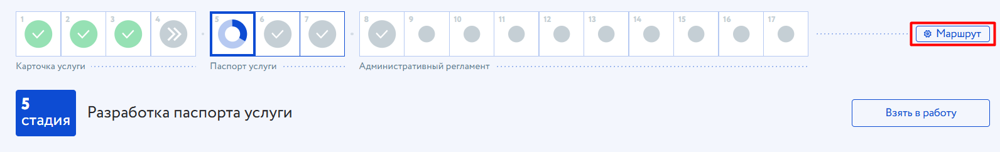 1 2 3 4 5 6 7 8 9 10 11 12 13 14 15 16 17
Маршрут
Карточка услуги Паспорт услуги Административный регламент
5
стадия
Разработка паспорта услуги
Взять в работу